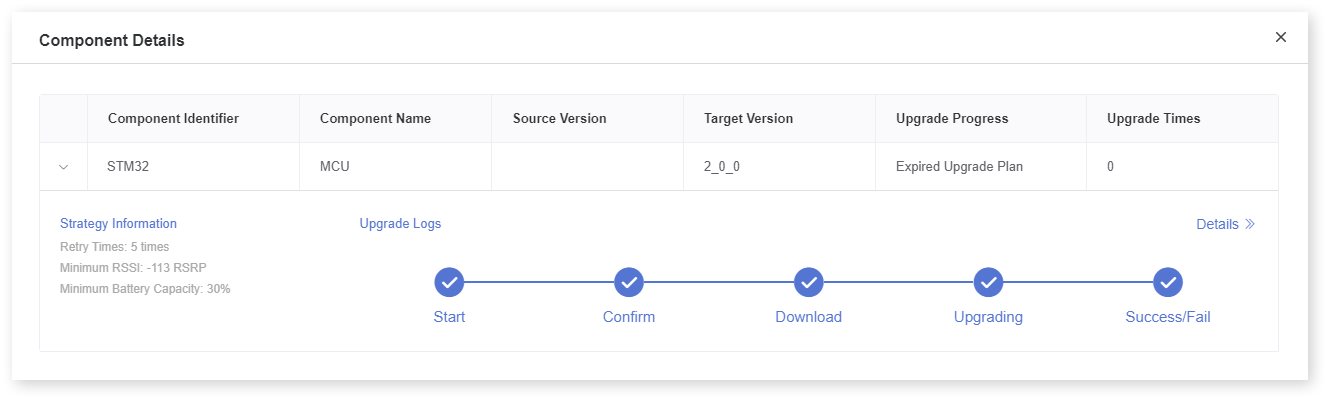 Component Details
Component Identifier Component Name Source Version Target Version Upgrade Progress Upgrade Times
STM32 MCU 2_0_0 Expired Upgrade Plan 0
Strategy Information Upgrade Logs Details
Retry Times: 5 times
Minimum RSSI: -113 RSRP
Minimum Battery Capacity: 30%
Start Confirm Download Upgrading Success/Fail